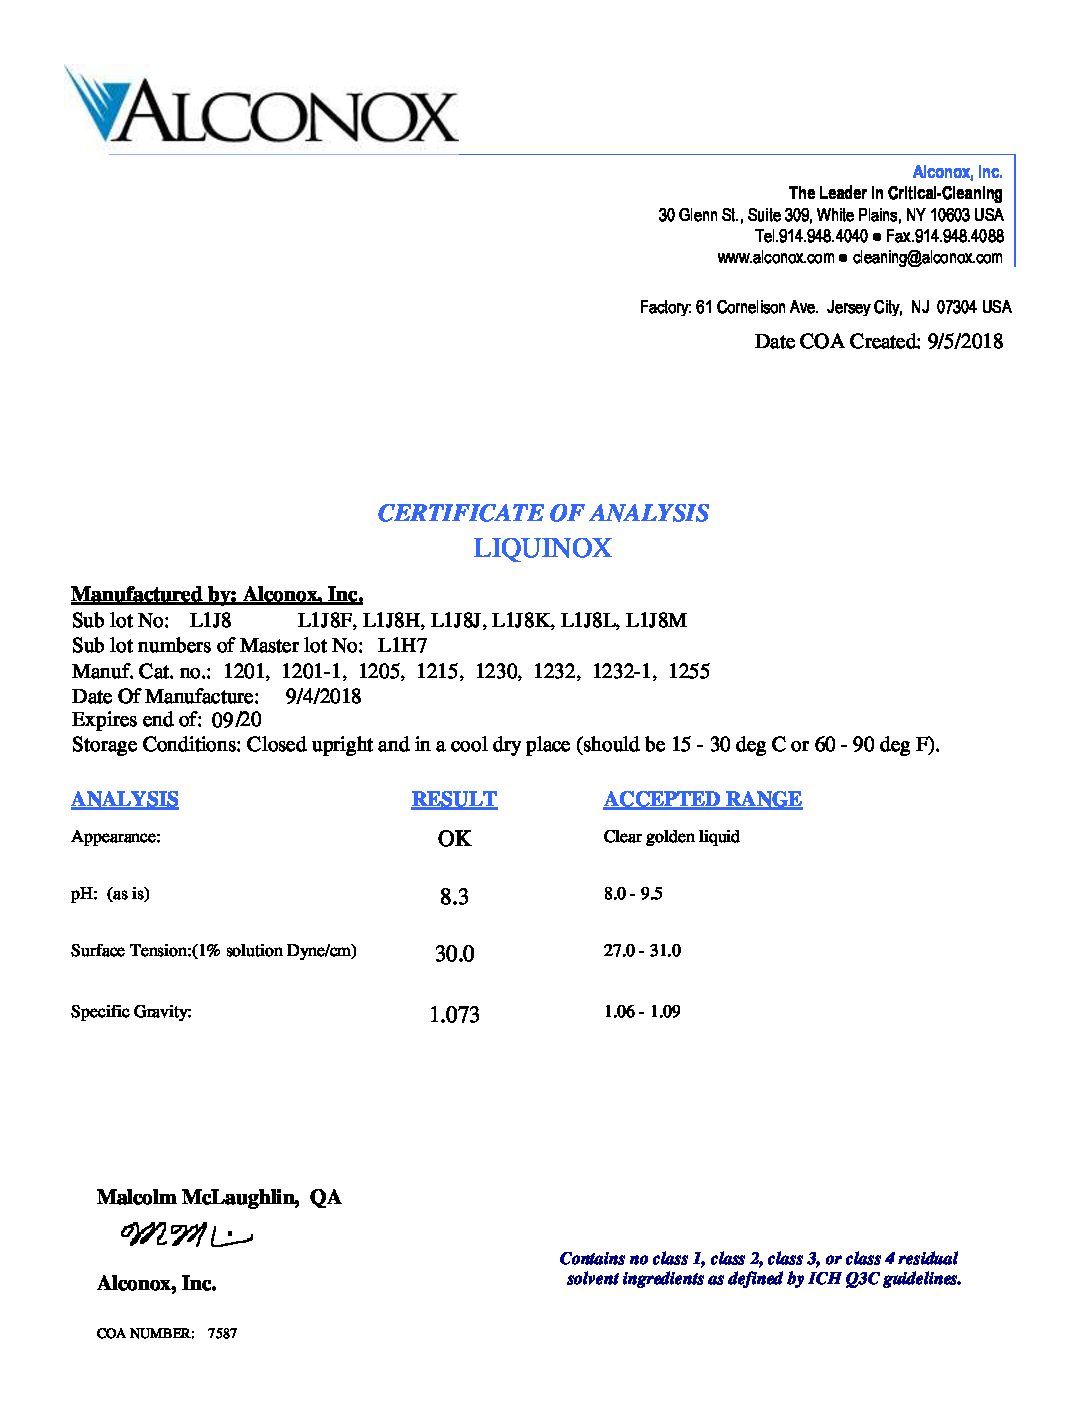 ALCONOX
Alconox, Inc.
The Leader in Critical-Cleaning
30 Glenn St., Suite 309, White Plains, NY 10603 USA
Tel.914.948.4040 ● Fax.914.948.4088
www.alconox.com ● cleaning@alconox.com
Factory: 61 Cornelison Ave. Jersey City, NJ 07304 USA
Date COA Created: 9/5/2018
CERTIFICATE OF ANALYSIS
LIQUINOX
Manufactured by: Alconox, Inc.
Sub lot No: L1J8 L1J8F, L1J8H, L1J8J, L1J8K, L1J8L, L1J8M
Sub lot numbers of Master lot No: L1H7
Manuf. Cat. no.: 1201, 1201-1, 1205, 1215, 1230, 1232, 1232-1, 1255
Date Of Manufacture: 9/4/2018
Expires end of: 09/20
Storage Conditions: Closed upright and in a cool dry place (should be 15 - 30 deg C or 60 - 90 deg F).
ANALYSIS RESULT ACCEPTED RANGE
Appearance: OK Clear golden liquid
pH: (as is) 8.3 8.0 - 9.5
Surface Tension:(1% solution Dyne/cm) 30.0 27.0 - 31.0
Specific Gravity: 1.073 1.06 - 1.09
Malcolm McLaughlin, QA
Alconox, Inc.
Contains no class 1, class 2, class 3, or class 4 residual
solvent ingredients as defined by ICH Q3C guidelines.
COA NUMBER: 7587